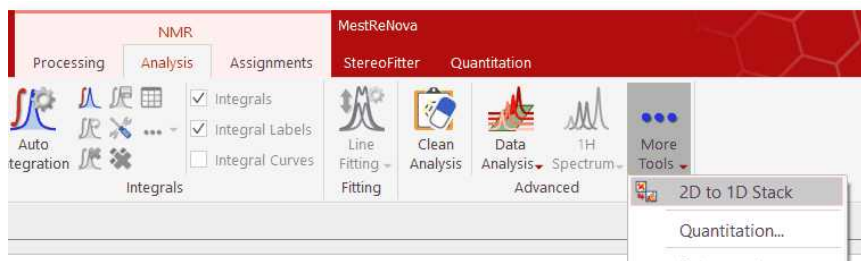 NMR
MestReNova
Processing Analysis Assignments StereoFitter Quantitation
Integrals
Integral Labels
Integral Curves
Auto
tegration
Integrals
Line
Fitting
Fitting
Clean
Analysis
Data
Analysis
1H
Spectrum
Advanced
More
Tools
2D to 1D Stack
Quantitation...